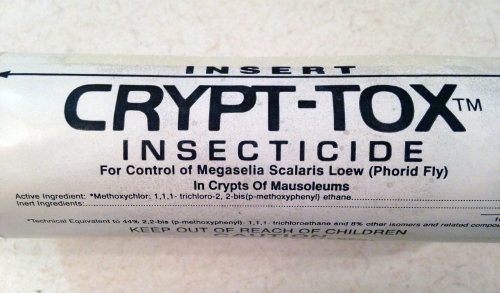 INSERT
CRYPT-TOX™
INSECTICIDE
For Control of Megaselia Scalaris Loew (Phorid Fly)
In Crypts Of Mausoleums
Active Ingredient: *Methoxychlor; 1,1,1- trichloro-2, 2-bis(p-methoxyphenyl) ethane
Inert Ingredients:
*Technical Equivalent to 44% 2,2-bis (p-methoxyphenyl)- 1,1,1- trichloroethane and 6% other isomers and related
KEEP OUT OF REACH OF CHILDREN
CAUTION